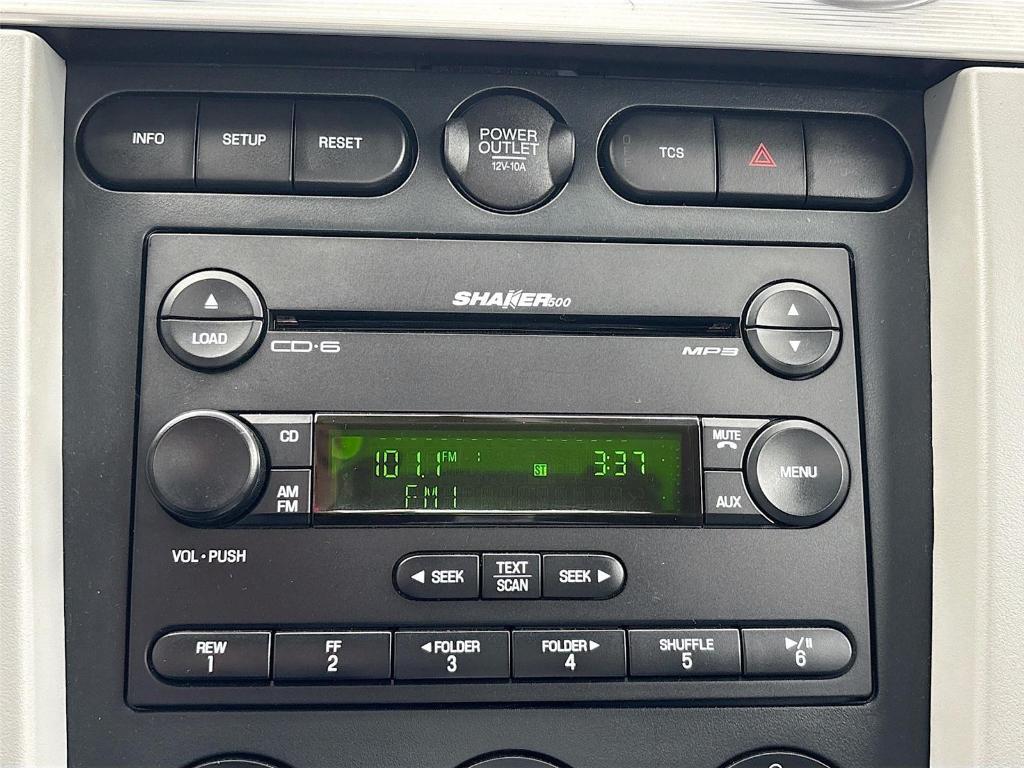 INFO SETUP RESET
POWER
OUTLET
12V-10A
TCS
SHAKER 500
LOAD
CD·6
MP3
CD
AM
FM
101.1 FM ST 3:37
FM1
MUTE
AUX
MENU
VOL·PUSH
◀ SEEK
TEXT
SCAN
SEEK ▶
REW
1
FF
2
◀FOLDER
3
FOLDER▶
4
SHUFFLE
5
▶/II
6